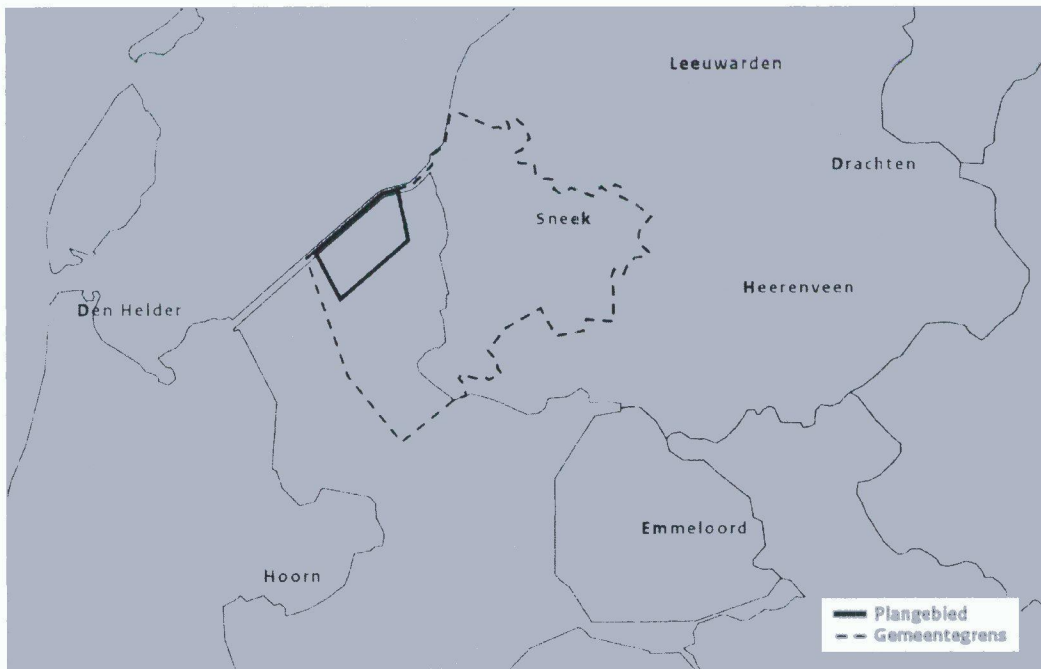 Leeuwarden
Drachten
Sneek
Heerenveen
Den Helder
Emmeloord
Hoorn
Plangebied
Gemeentegrens